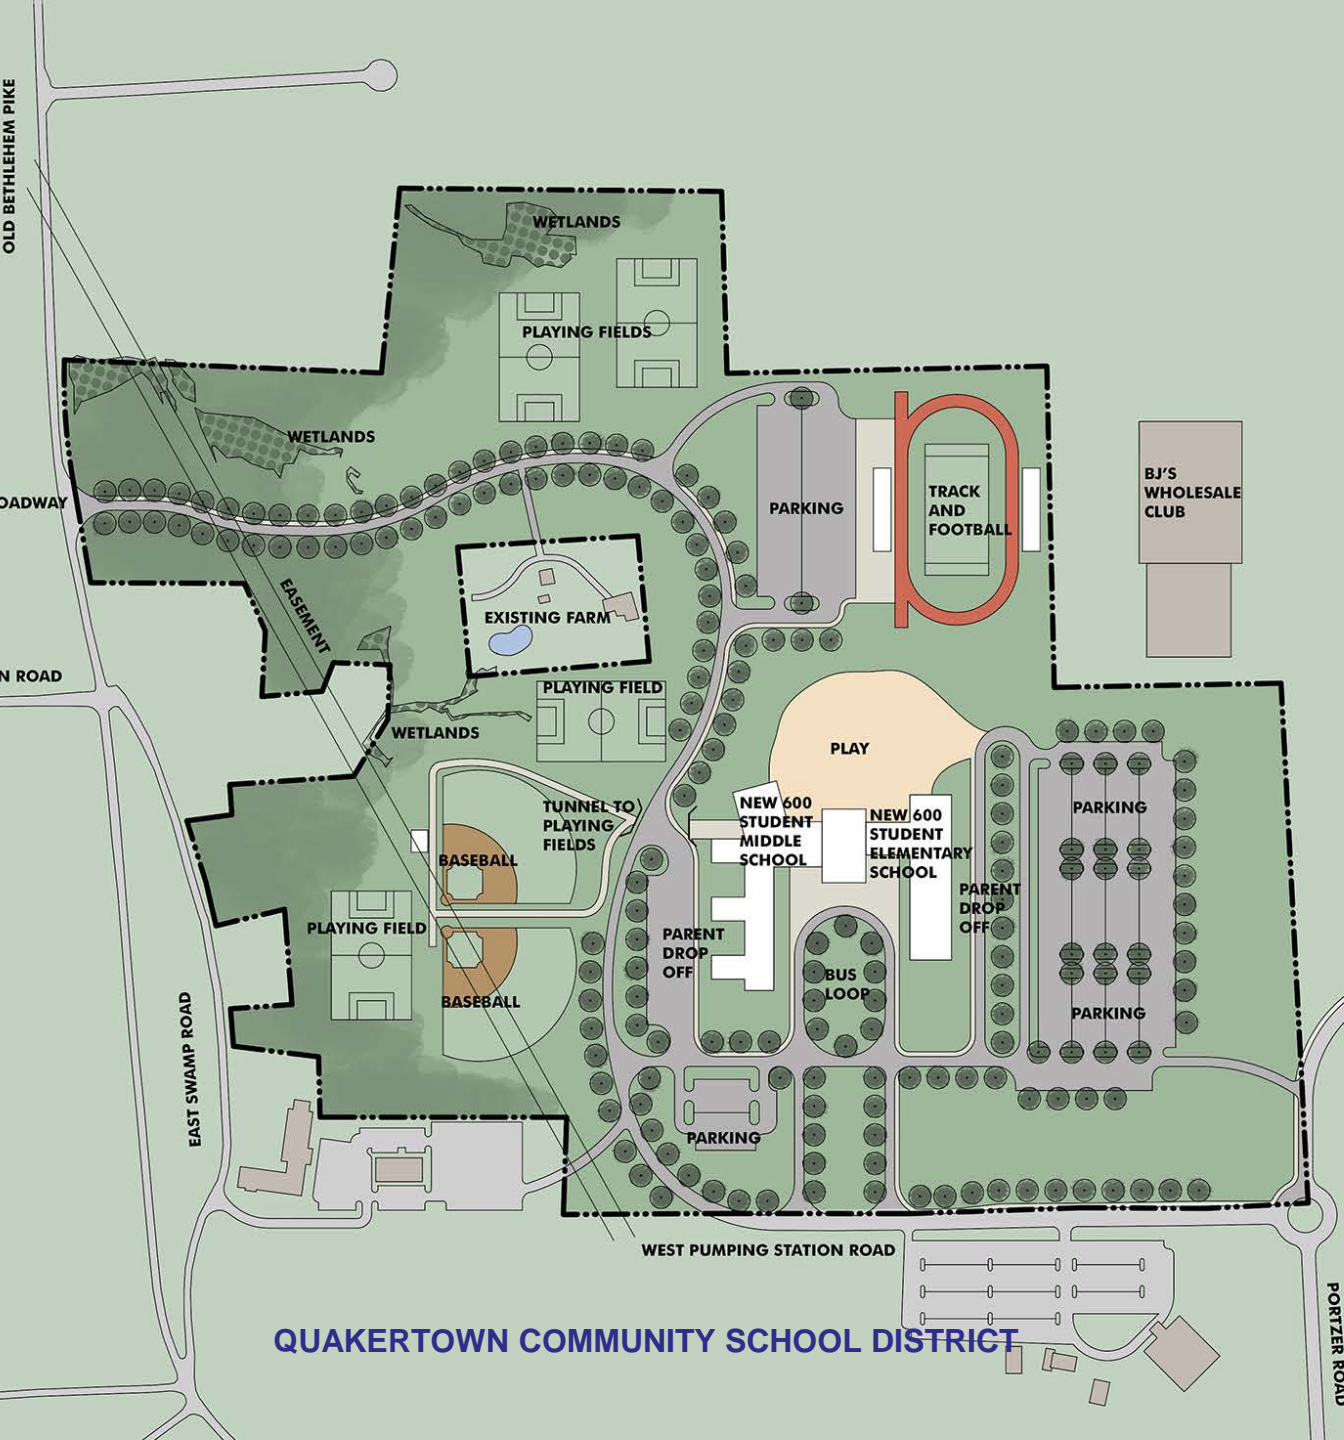 OLD BETHLEHEM PIKE
WETLANDS
PLAYING FIELDS
WETLANDS
OADWAY
PARKING
TRACK
AND
FOOTBALL
BJ'S
WHOLESALE
CLUB
EASEMENT
EXISTING FARM
N ROAD
PLAYING FIELD
WETLANDS
PLAY
TUNNEL TO
PLAYING
FIELDS
NEW 600
STUDENT
MIDDLE
SCHOOL
NEW 600
STUDENT
ELEMENTARY
SCHOOL
PARKING
BASEBALL
PLAYING FIELD
PARENT
DROP
OFF
PARENT
DROP
OFF
BUS
LOOP
BASEBALL
PARKING
EAST SWAMP ROAD
PARKING
WEST PUMPING STATION ROAD
PORTZER ROAD
QUAKERTOWN COMMUNITY SCHOOL DISTRICT